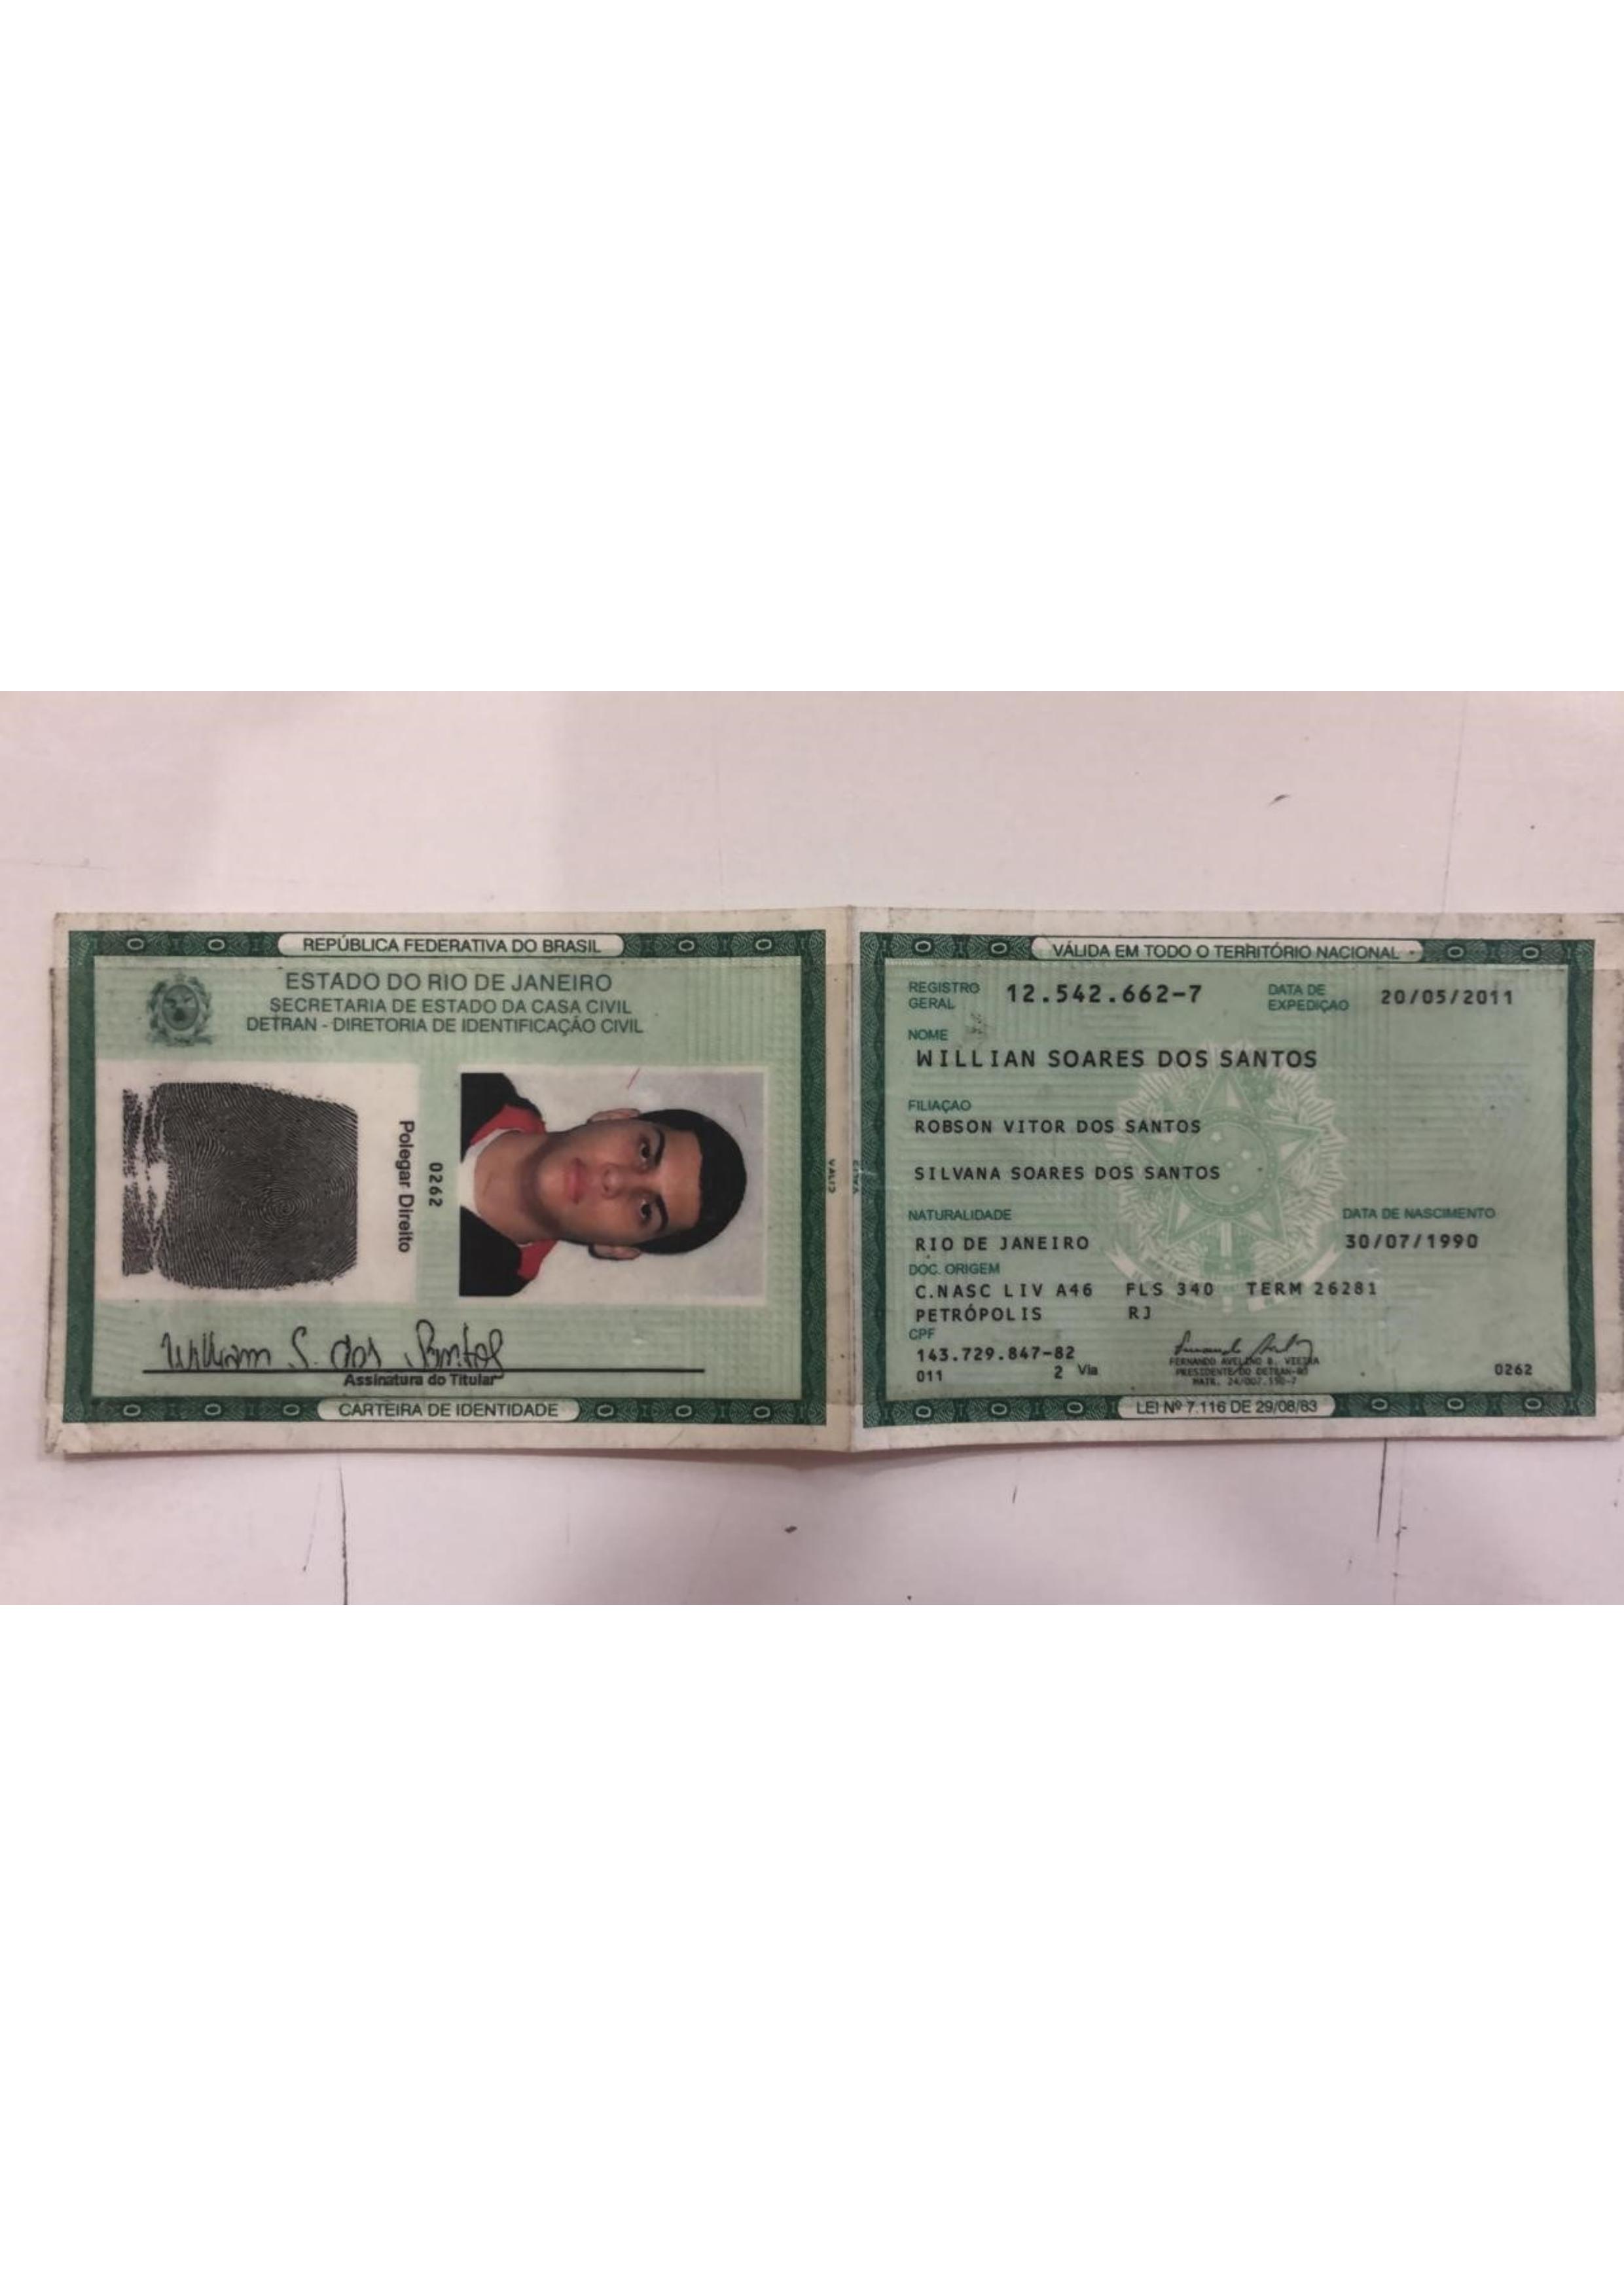 REPÚBLICA FEDERATIVA DO BRASIL
ESTADO DO RIO DE JANEIRO
SECRETARIA DE ESTADO DA CASA CIVIL
DETRAN - DIRETORIA DE IDENTIFICAÇÃO CIVIL
Polegar Direito
0262
William S. dos Santos
Assinatura do Titular
CARTEIRA DE IDENTIDADE
VÁLIDA EM TODO O TERRITÓRIO NACIONAL
REGISTRO GERAL 12.542.662-7 DATA DE EXPEDIÇÃO 20/05/2011
NOME
WILLIAN SOARES DOS SANTOS
FILIAÇÃO
ROBSON VITOR DOS SANTOS
SILVANA SOARES DOS SANTOS
NATURALIDADE DATA DE NASCIMENTO
RIO DE JANEIRO 30/07/1990
DOC. ORIGEM
C.NASC LIV A46 FLS 340 TERM 26281
PETRÓPOLIS RJ
CPF
143.729.847-82
FERNANDO AVELINO B. VIEIRA
PRESIDENTE DO DETRAN-RJ
011 2 Via 0262
LEI Nº 7.116 DE 29/08/83